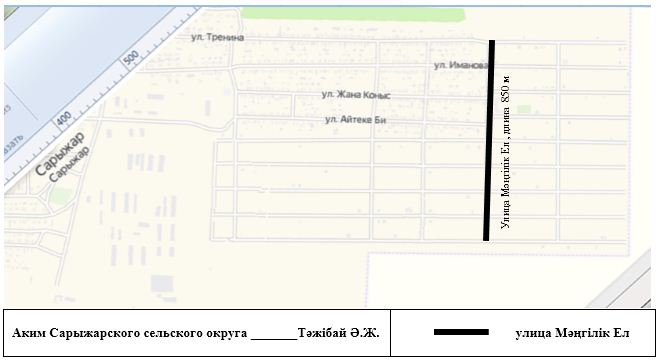 ул. Тренина
500
ул. Иманова
ул. Жана Коныс
400
ул. Айтеке Би
Сарыжар
Сарыжар
Улица Мәңгілік Ел, длина 850 м
Аким Сарыжарского сельского округа _______Тәжібай Ә.Ж.
улица Мәңгілік Ел